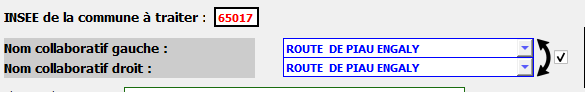 INSEE de la commune à traiter : 65017
Nom collaboratif gauche : ROUTE DE PIAU ENGALY
Nom collaboratif droit : ROUTE DE PIAU ENGALY